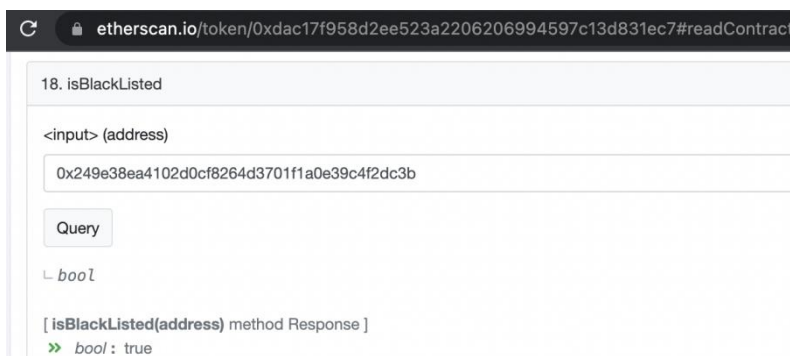 etherscan.io/token/0xdac17f958d2ee523a2206206994597c13d831ec7#readContract
18. isBlackListed
<input> (address)
0x249e38ea4102d0cf8264d3701f1a0e39c4f2dc3b
Query
bool
[ isBlackListed(address) method Response ]
>> bool : true